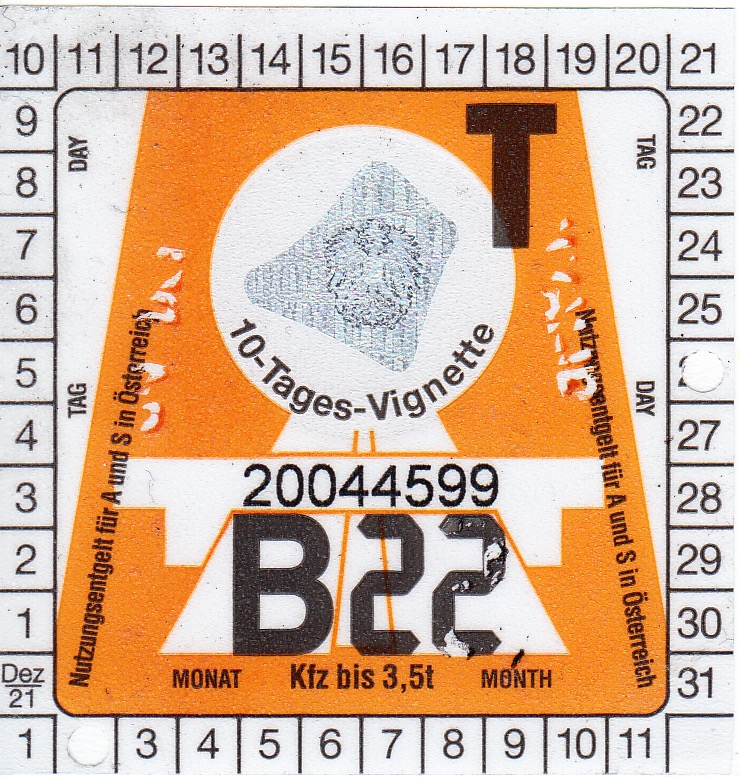 10 11 12 13 14 15 16 17 18 19 20 21
9 22
8 23
7 24
6 25
5
4 27
3 28
2 29
1 30
Dez 21 31
1 3 4 5 6 7 8 9 10 11
DAY
TAG
T
10-Tages-Vignette
TAG
DAY
Nutzungsentgelt für A und S in Österreich
Nutzungsentgelt für A und S in Österreich
20044599
B22
MONAT Kfz bis 3,5t MONTH